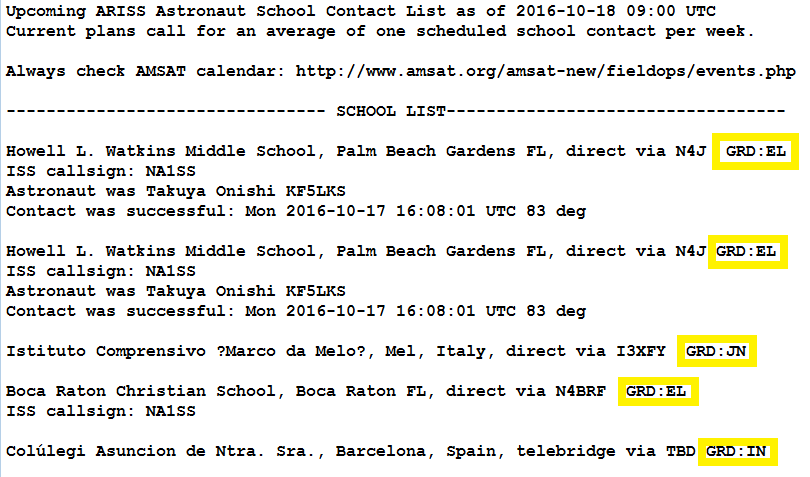 Upcoming ARISS Astronaut School Contact List as of 2016-10-18 09:00 UTC
Current plans call for an average of one scheduled school contact per week.
Always check AMSAT calendar: http://www.amsat.org/amsat-new/fieldops/events.php
-------------------------------- SCHOOL LIST----------------------------------
Howell L. Watkins Middle School, Palm Beach Gardens FL, direct via N4J GRD:EL
ISS callsign: NA1SS
Astronaut was Takuya Onishi KF5LKS
Contact was successful: Mon 2016-10-17 16:08:01 UTC 83 deg
Howell L. Watkins Middle School, Palm Beach Gardens FL, direct via N4J GRD:EL
ISS callsign: NA1SS
Astronaut was Takuya Onishi KF5LKS
Contact was successful: Mon 2016-10-17 16:08:01 UTC 83 deg
Istituto Comprensivo ?Marco da Melo?, Mel, Italy, direct via I3XFY GRD:JN
Boca Raton Christian School, Boca Raton FL, direct via N4BRF GRD:EL
ISS callsign: NA1SS
Colúlegi Asuncion de Ntra. Sra., Barcelona, Spain, telebridge via TBD GRD:IN